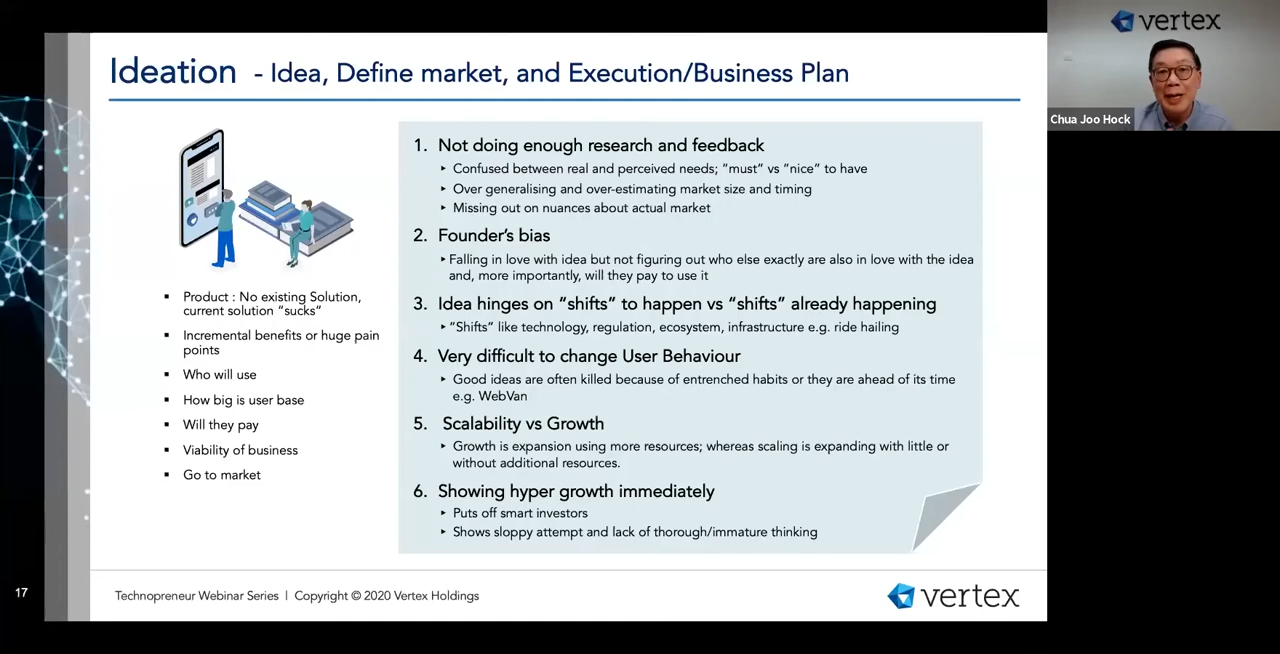 Ideation - Idea, Define market, and Execution/Business Plan
Product : No existing Solution,
current solution "sucks"
Incremental benefits or huge pain
points
Who will use
How big is user base
Will they pay
Viability of business
Go to market
1. Not doing enough research and feedback
Confused between real and perceived needs; "must" vs "nice" to have
Over generalising and over-estimating market size and timing
Missing out on nuances about actual market
2. Founder's bias
Falling in love with idea but not figuring out who else exactly are also in love with the idea
and, more importantly, will they pay to use it
3. Idea hinges on "shifts" to happen vs "shifts" already happening
"Shifts" like technology, regulation, ecosystem, infrastructure e.g. ride hailing
4. Very difficult to change User Behaviour
Good ideas are often killed because of entrenched habits or they are ahead of its time
e.g. WebVan
5. Scalability vs Growth
Growth is expansion using more resources; whereas scaling is expanding with little or
without additional resources.
6. Showing hyper growth immediately
Puts off smart investors
Shows sloppy attempt and lack of thorough/immature thinking
17
Technopreneur Webinar Series | Copyright © 2020 Vertex Holdings
vertex
vertex
Chua Joo Hock